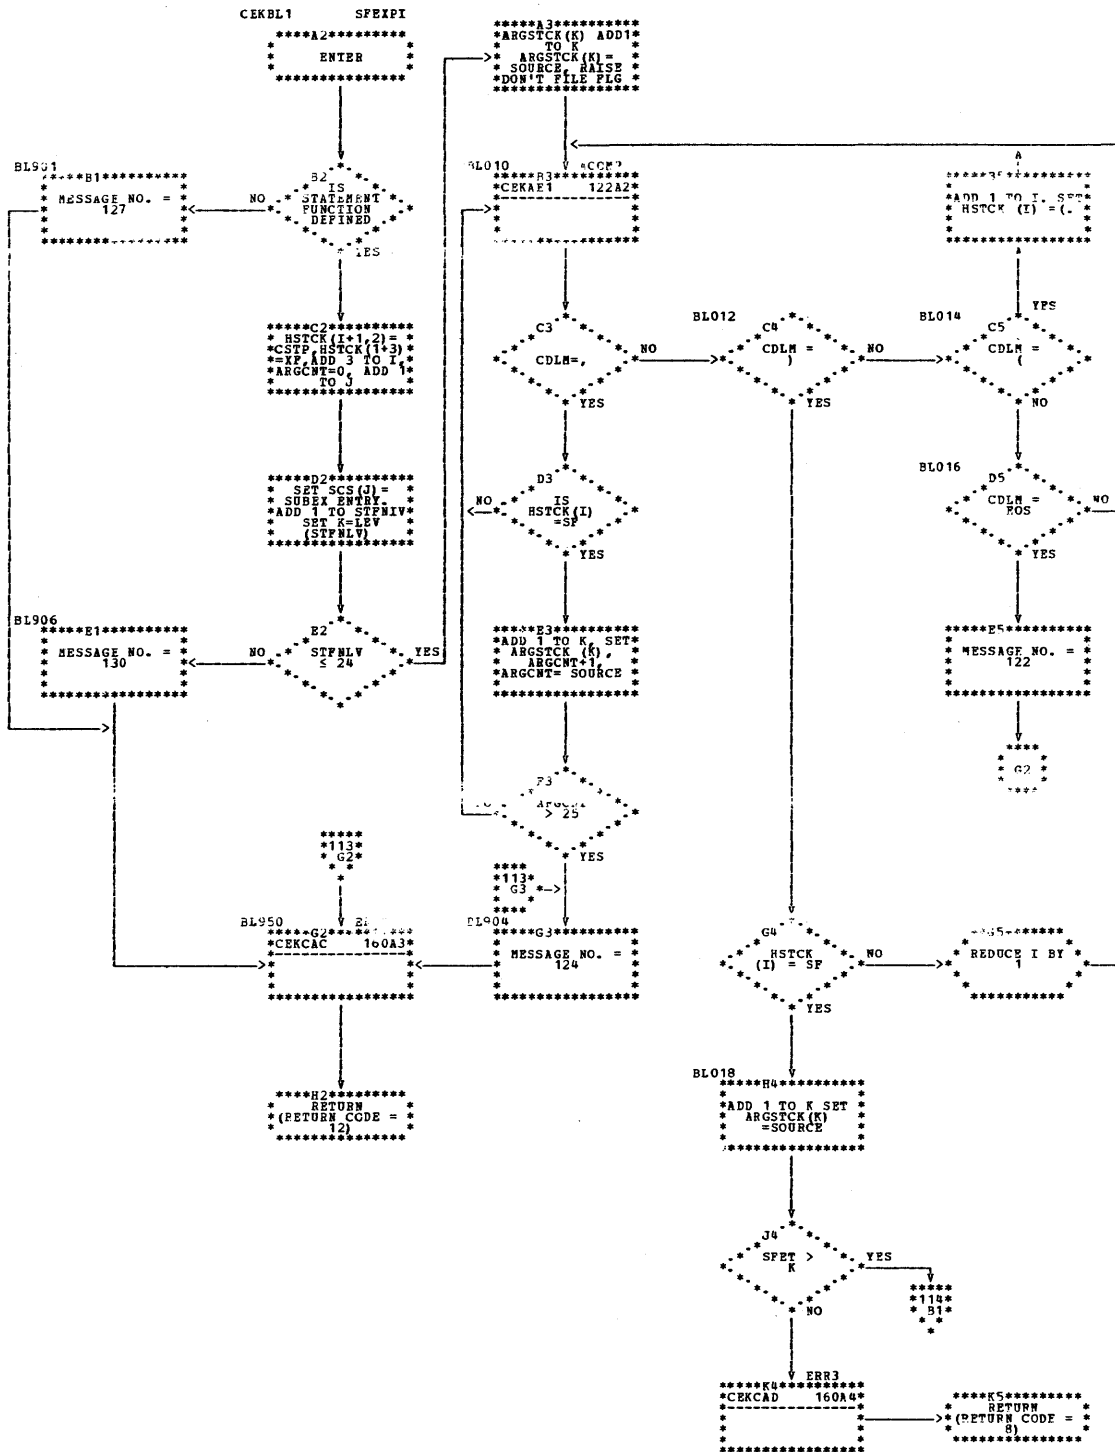 CEKBL1 SFEXPI
A2
ENTER
A3
ARGSTCK(K) ADD1
TO K
ARGSTCK(K)=
SOURCE, RAISE
DON'T FILE FLG
BL901
B1
MESSAGE NO. =
127
NO
B2
IS
STATEMENT
FUNCTION
DEFINED
YES
BL010
B3
CEKAE1 122A2
ADD 1 TO I. SET
HSTCK (I) =(.
C2
HSTCK(I+1,2)=
CSTP,HSTCK(1+3)
=XF,ADD 3 TO I,
ARGCNT=0, ADD 1
TO J
C3
CDLM=,
NO
YES
BL012
C4
CDLM =
)
NO
YES
BL014
C5
CDLM =
(
YES
NO
D2
SET SCS(J)=
SUBEX ENTRY.
ADD 1 TO STFNIV
SET K=LEV
(STFNLV)
D3
IS
HSTCK(I)
=SF
NO
YES
BL016
D5
CDLM =
EOS
NO
YES
BL906
E1
MESSAGE NO. =
130
NO
E2
STFNLV
≤ 24
YES
E3
ADD 1 TO K, SET
ARGSTCK (K),
ARGCNT+1,
ARGCNT= SOURCE
E5
MESSAGE NO. =
122
G2
F3
> 25
YES
113
G2
113
G3
BL950
G2
CEKCAC 160A3
BL904
G3
MESSAGE NO. =
124
G4
HSTCK
(I) = SF
NO
YES
G5
REDUCE I BY
1
H2
RETURN
(RETURN CODE =
12)
BL018
H4
ADD 1 TO K SET
ARGSTCK(K)
=SOURCE
J4
SFET >
K
YES
NO
114
B1
ERR3
K4
CEKCAD 160A4
K5
RETURN
(RETURN CODE =
8)